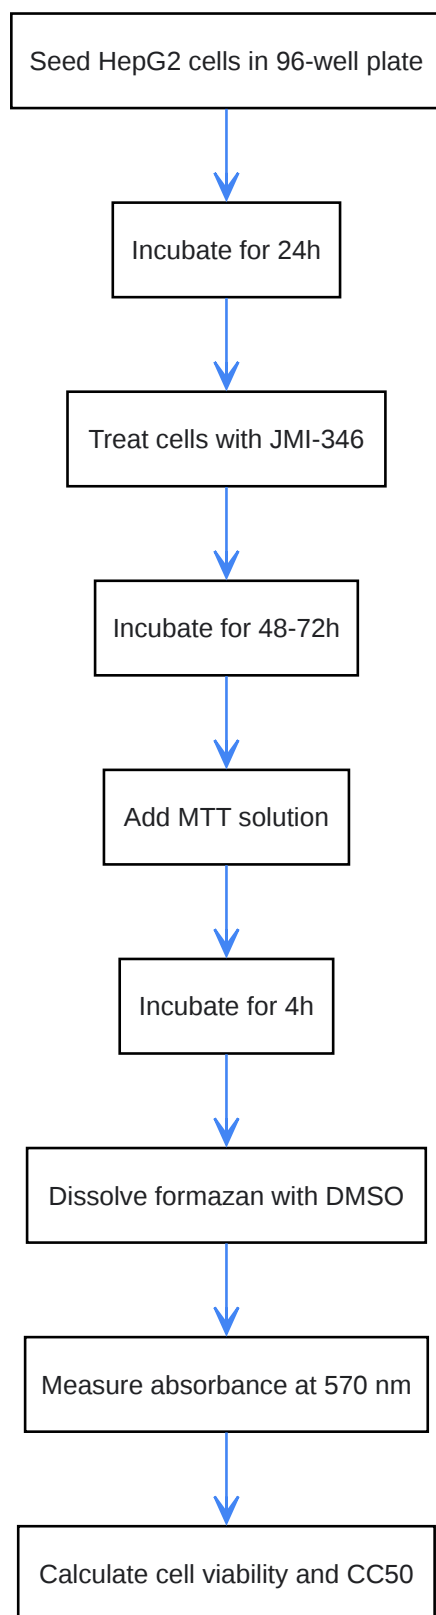 Seed HepG2 cells in 96-well plate
Incubate for 24h
Treat cells with JMI-346
Incubate for 48-72h
Add MTT solution
Incubate for 4h
Dissolve formazan with DMSO
Measure absorbance at 570 nm
Calculate cell viability and CC50